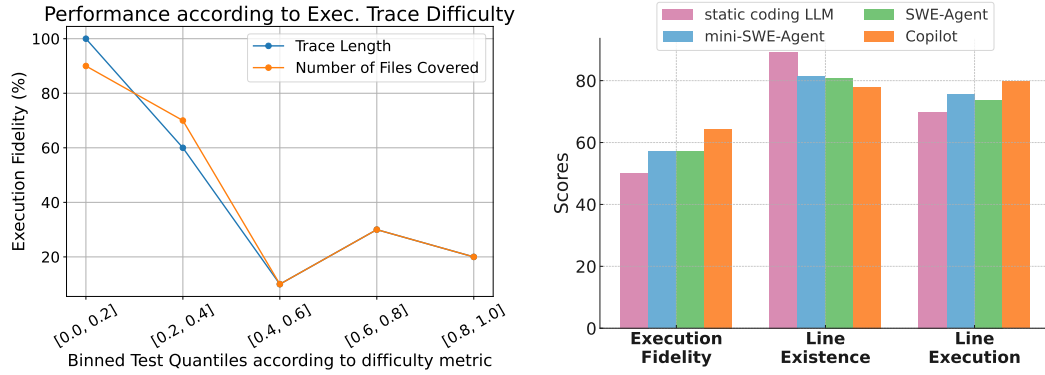 Performance according to Exec. Trace Difficulty
Execution Fidelity (%)
100
80
60
40
20
Trace Length
Number of Files Covered
[0.0, 0.2]
[0.2, 0.4]
[0.4, 0.6]
[0.6, 0.8]
[0.8, 1.0]
Binned Test Quantiles according to difficulty metric
static coding LLM
mini-SWE-Agent
SWE-Agent
Copilot
Scores
80
60
40
20
0
Execution
Fidelity
Line
Existence
Line
Execution